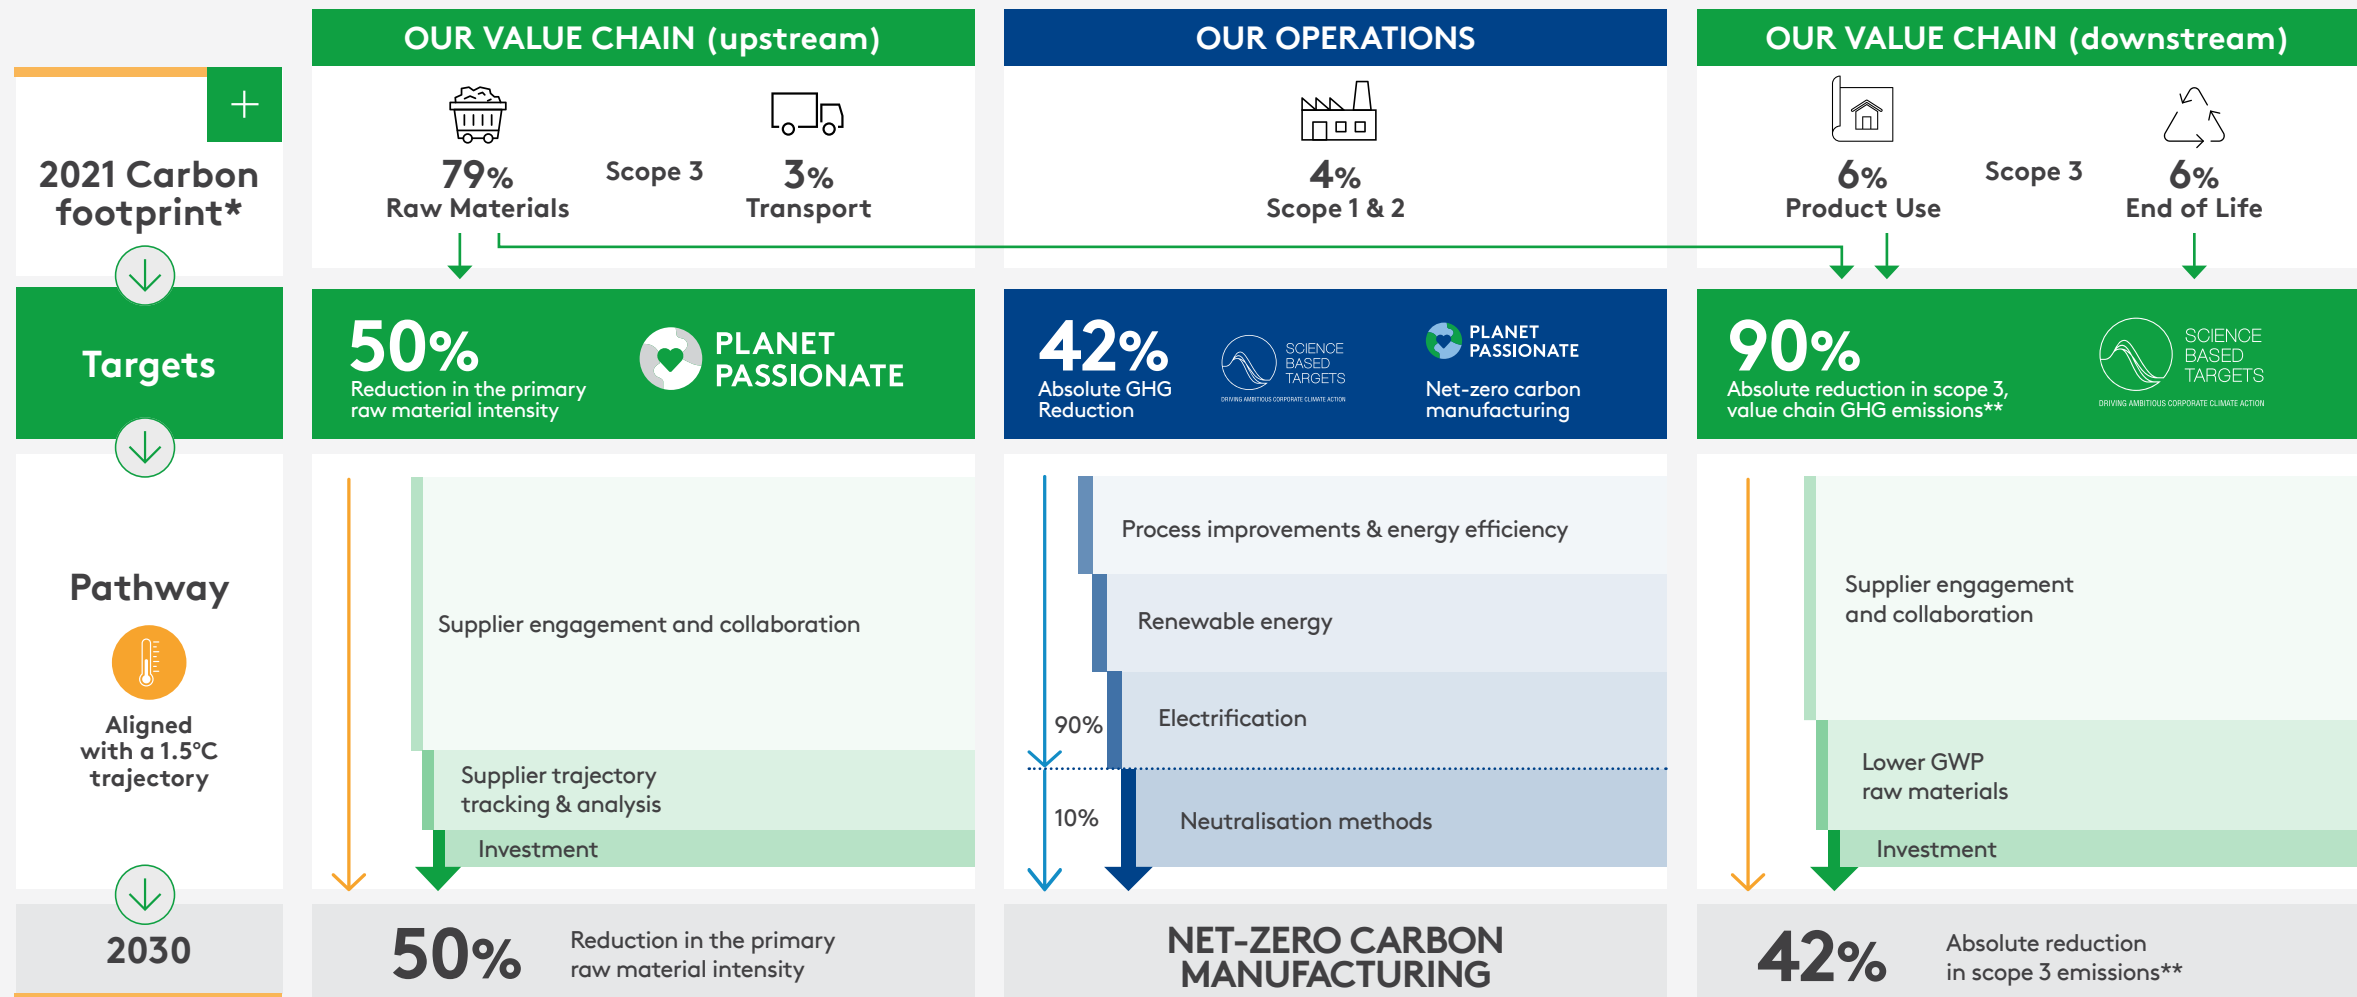 OUR VALUE CHAIN (upstream)
OUR OPERATIONS
OUR VALUE CHAIN (downstream)
2021 Carbon
footprint*
79%
Raw Materials
Scope 3
3%
Transport
4%
Scope 1 & 2
6%
Product Use
Scope 3
6%
End of Life
Targets
50%
Reduction in the primary
raw material intensity
PLANET
PASSIONATE
42%
Absolute GHG
Reduction
SCIENCE
BASED
TARGETS
DRIVING AMBITIOUS CORPORATE CLIMATE ACTION
PLANET
PASSIONATE
Net-zero carbon
manufacturing
90%
Absolute reduction in scope 3,
value chain GHG emissions**
SCIENCE
BASED
TARGETS
DRIVING AMBITIOUS CORPORATE CLIMATE ACTION
Pathway
Aligned
with a 1.5°C
trajectory
Supplier engagement and collaboration
Supplier trajectory
tracking & analysis
Investment
Process improvements & energy efficiency
Renewable energy
90%
Electrification
10%
Neutralisation methods
Supplier engagement
and collaboration
Lower GWP
raw materials
Investment
2030
50%
Reduction in the primary
raw material intensity
NET-ZERO CARBON
MANUFACTURING
42%
Absolute reduction
in scope 3 emissions**